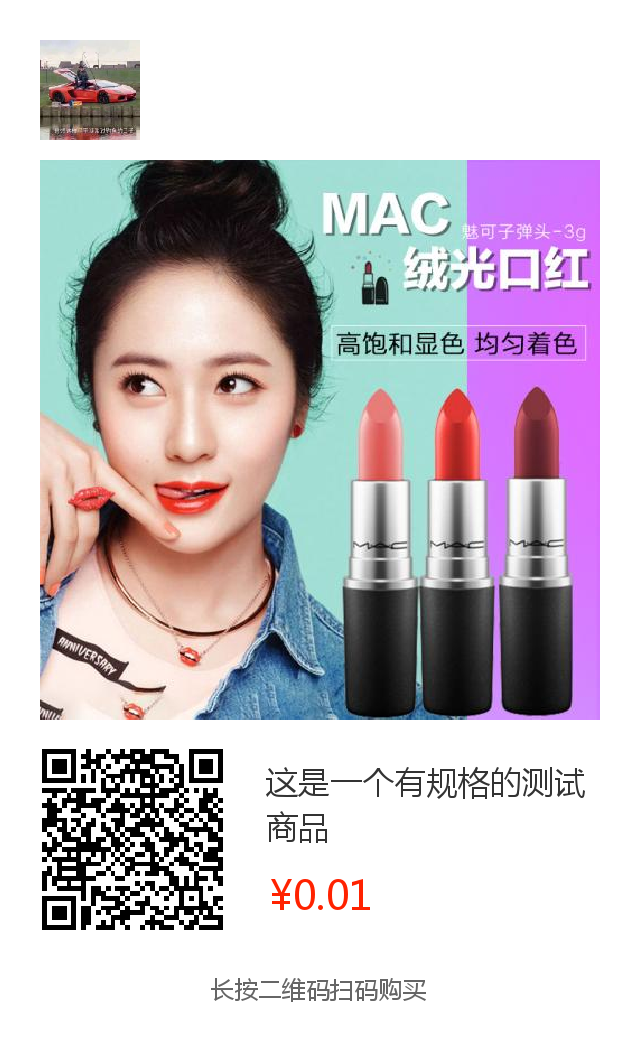 MAC
魅可子弹头-3g
绒光口红
高饱和显色 均匀着色
MAC MAC MAC
ANNIVERSARY
这是一个有规格的测试
商品
¥0.01
长按二维码扫码购买